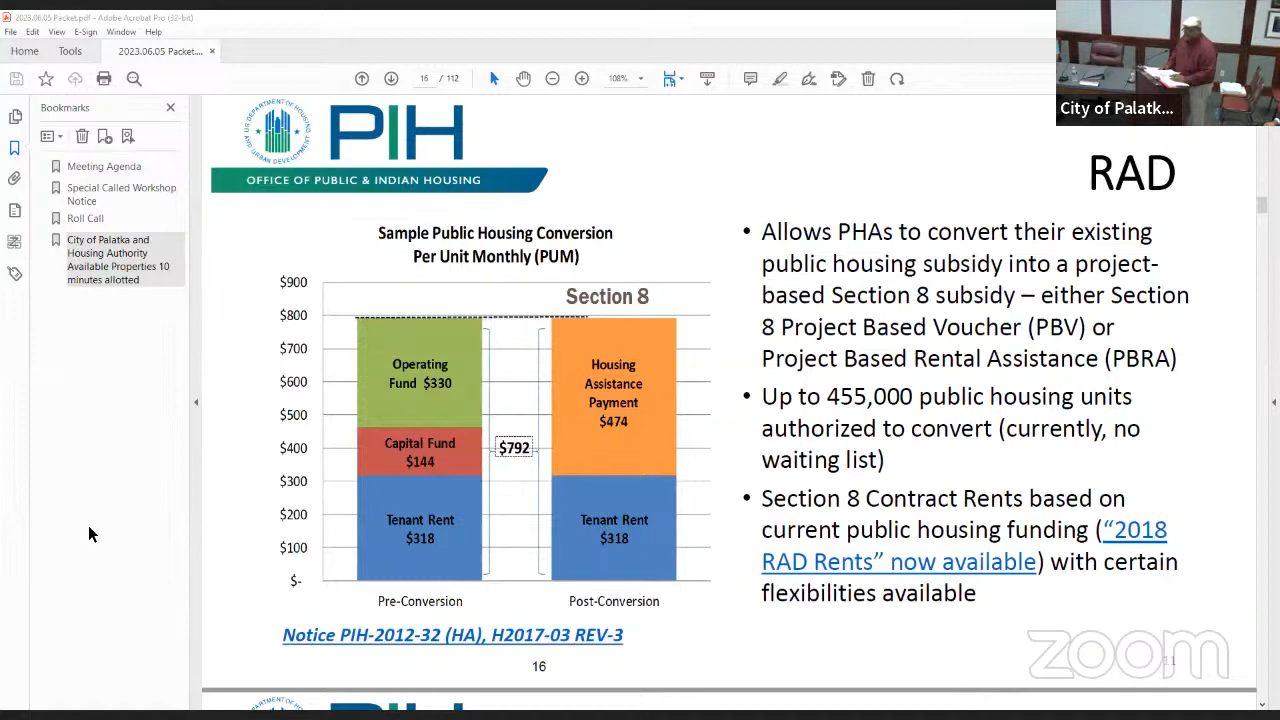 2023.06.05 Packet.pdf - Adobe Acrobat Pro (32-bit)
File Edit View E-Sign Window Help
Home Tools 2023.06.05 Packet.... ×
16 / 112 108%
Bookmarks
Meeting Agenda
Special Called Workshop
Notice
Roll Call
City of Palatka and
Housing Authority
Available Properties 10
minutes allotted
City of Palatk...
U.S. DEPARTMENT OF HOUSING
AND URBAN DEVELOPMENT
PIH
OFFICE OF PUBLIC & INDIAN HOUSING
RAD
Sample Public Housing Conversion
Per Unit Monthly (PUM)
$900
$800
$700
$600
$500
$400
$300
$200
$100
$-
Section 8
Operating
Fund $330
Capital Fund
$144
Tenant Rent
$318
$792
Housing
Assistance
Payment
$474
Tenant Rent
$318
Pre-Conversion
Post-Conversion
Notice PIH-2012-32 (HA), H2017-03 REV-3
16
• Allows PHAs to convert their existing
public housing subsidy into a project-
based Section 8 subsidy – either Section
8 Project Based Voucher (PBV) or
Project Based Rental Assistance (PBRA)
• Up to 455,000 public housing units
authorized to convert (currently, no
waiting list)
• Section 8 Contract Rents based on
current public housing funding (“2018
RAD Rents” now available) with certain
flexibilities available
zoom
11
PIH